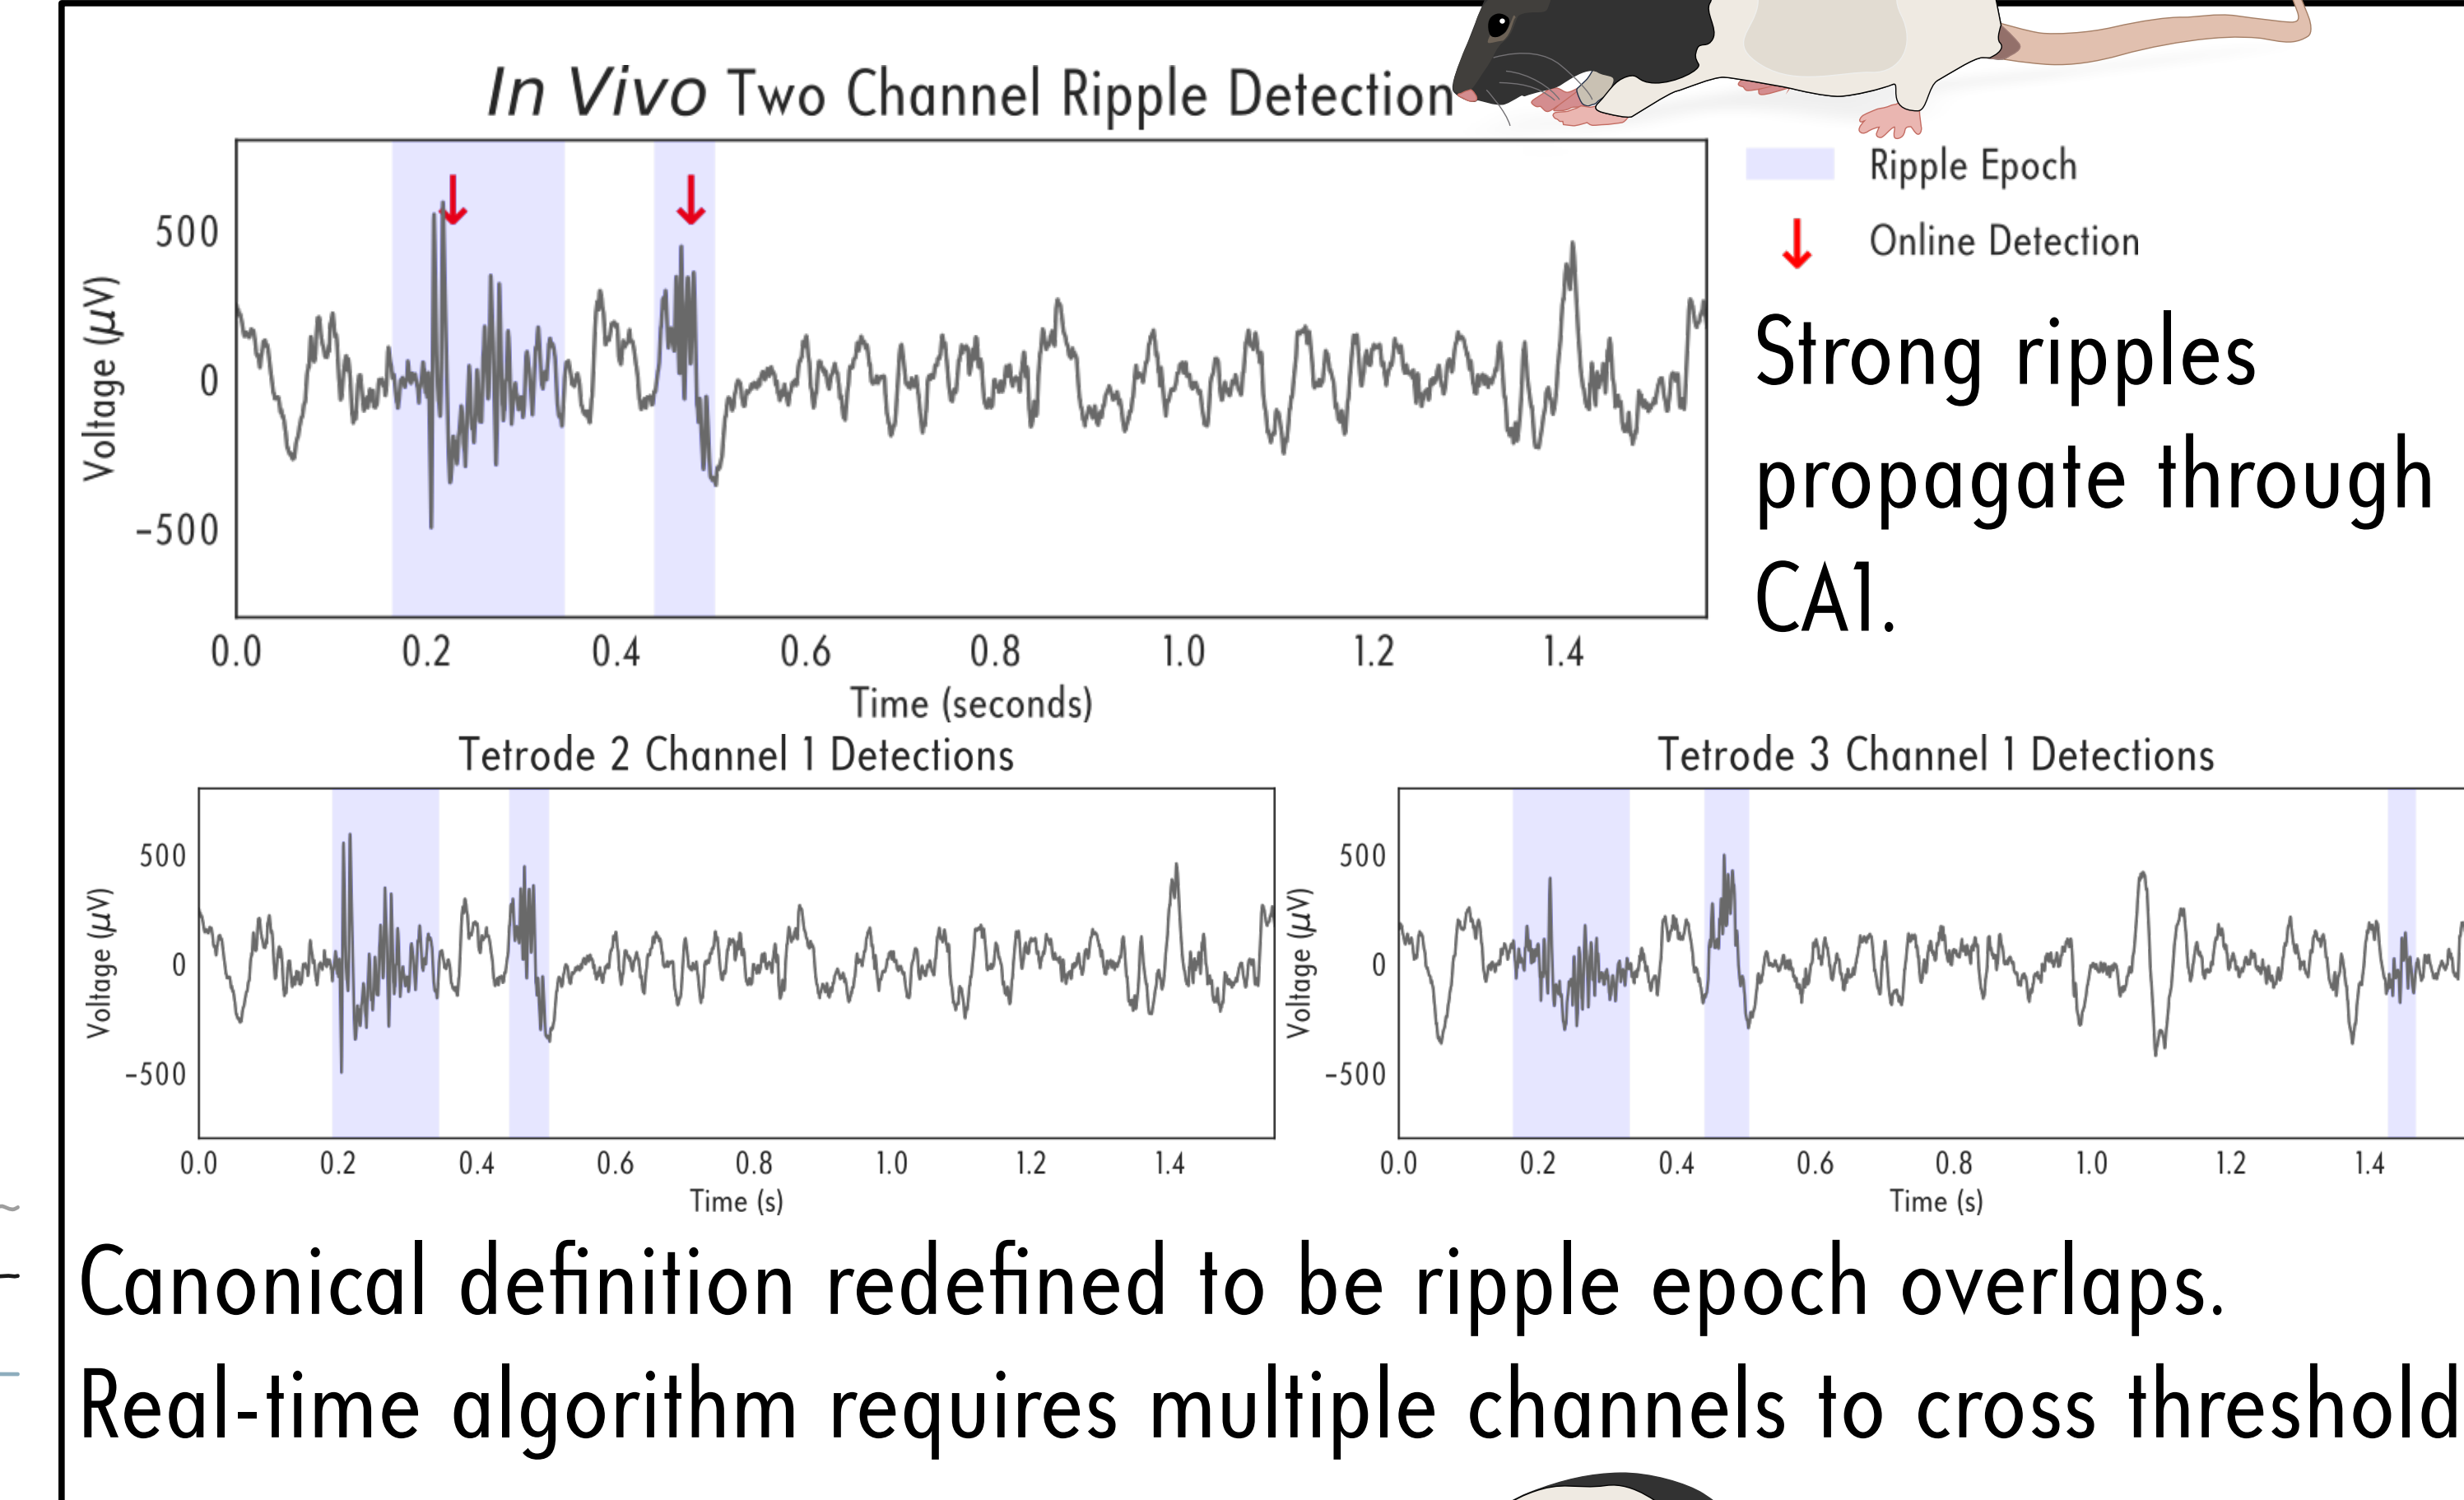 In Vivo Two Channel Ripple Detection
500
0
−500
Voltage (μV)
0.0 0.2 0.4 0.6 0.8 1.0 1.2 1.4
Time (seconds)
Ripple Epoch
Online Detection
Strong ripples
propagate through
CA1.
Tetrode 2 Channel 1 Detections
500
0
−500
Voltage (μV)
0.0 0.2 0.4 0.6 0.8 1.0 1.2 1.4
Time (s)
Tetrode 3 Channel 1 Detections
500
0
−500
Voltage (μV)
0.0 0.2 0.4 0.6 0.8 1.0 1.2 1.4
Time (s)
Canonical definition redefined to be ripple epoch overlaps.
Real-time algorithm requires multiple channels to cross threshold